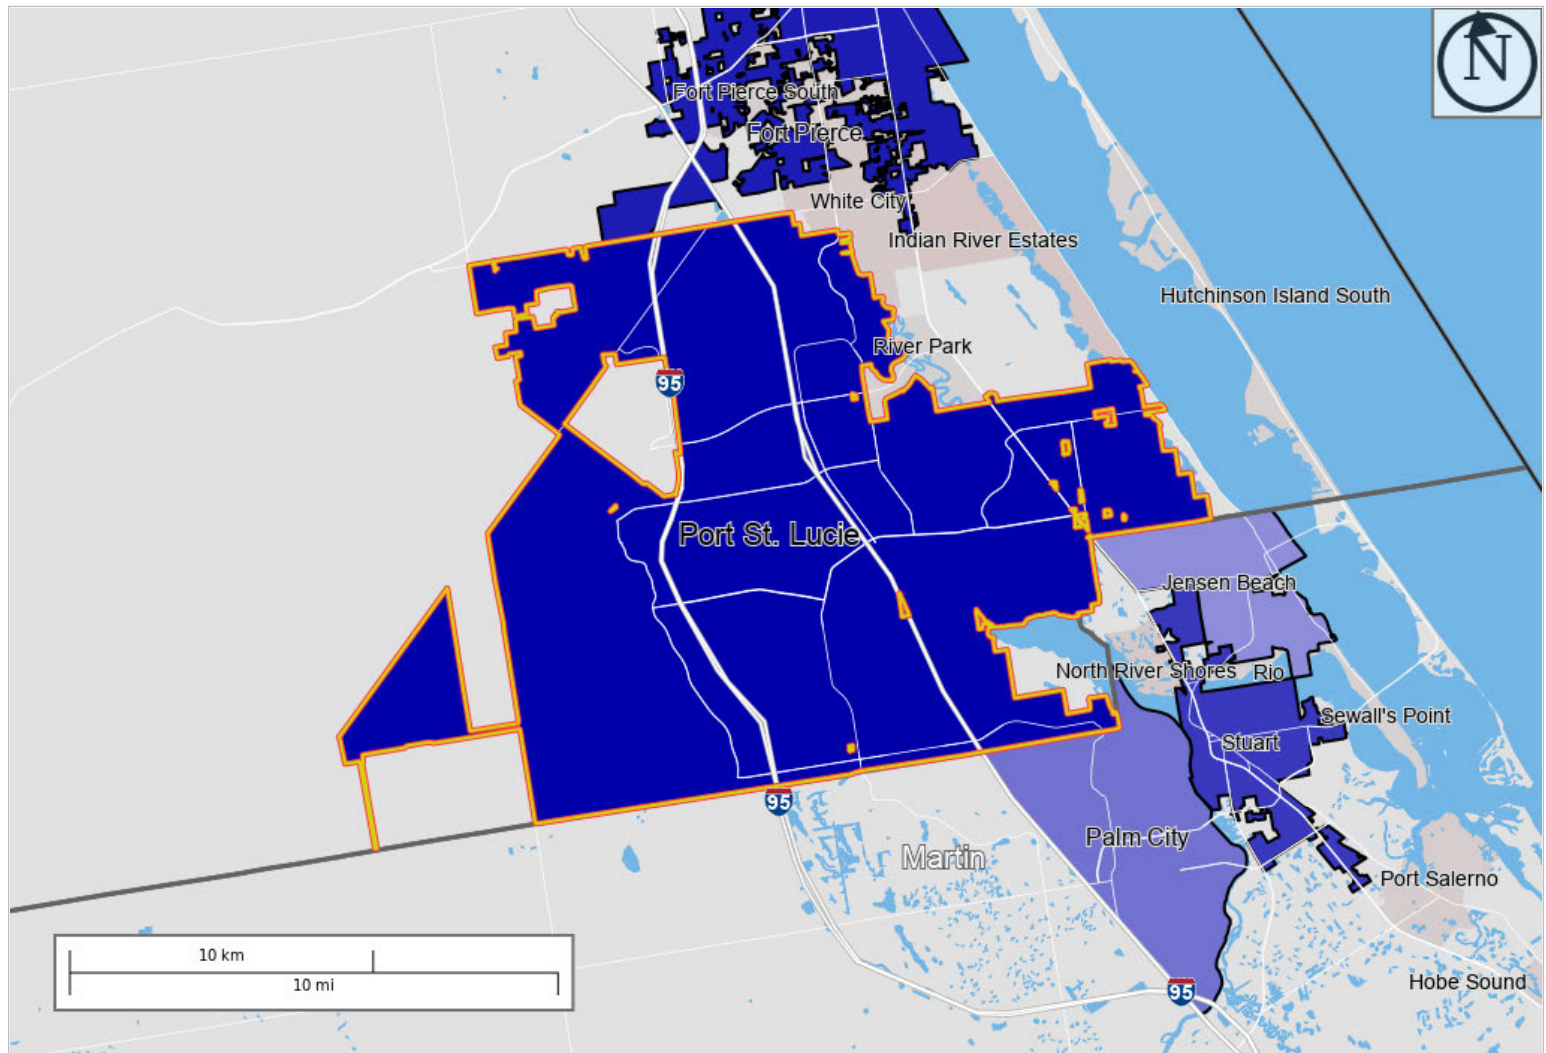 N
Fort Pierce South
Fort Pierce
White City
Indian River Estates
Hutchinson Island South
River Park
95
Port St. Lucie
Jensen Beach
North River Shores
Rio
Sewall's Point
Stuart
95
Palm City
Martin
Port Salerno
10 km
10 mi
95
Hobe Sound